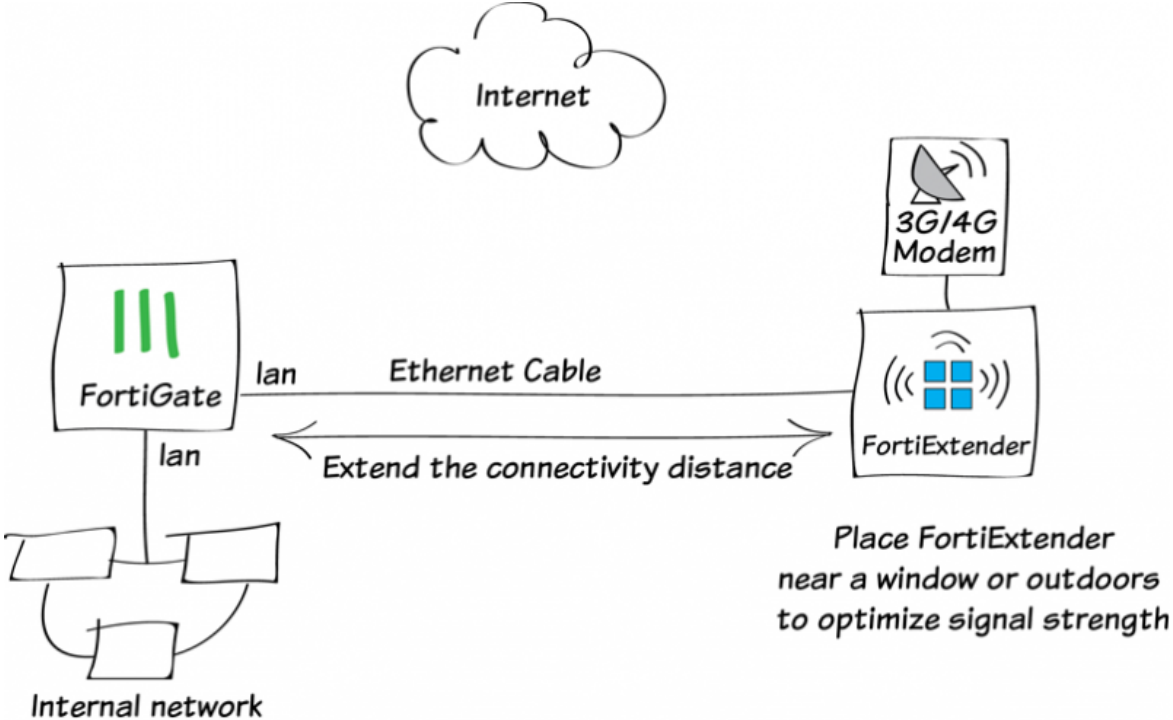 Internet
3G/4G
Modem
FortiGate
lan
Ethernet Cable
FortiExtender
lan
Extend the connectivity distance
Place FortiExtender
near a window or outdoors
to optimize signal strength
Internal network